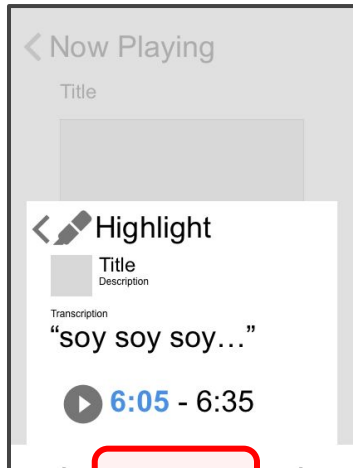 Now Playing
Title
Highlight
Title
Description
Transcription
“soy soy soy…”
6:05 - 6:35